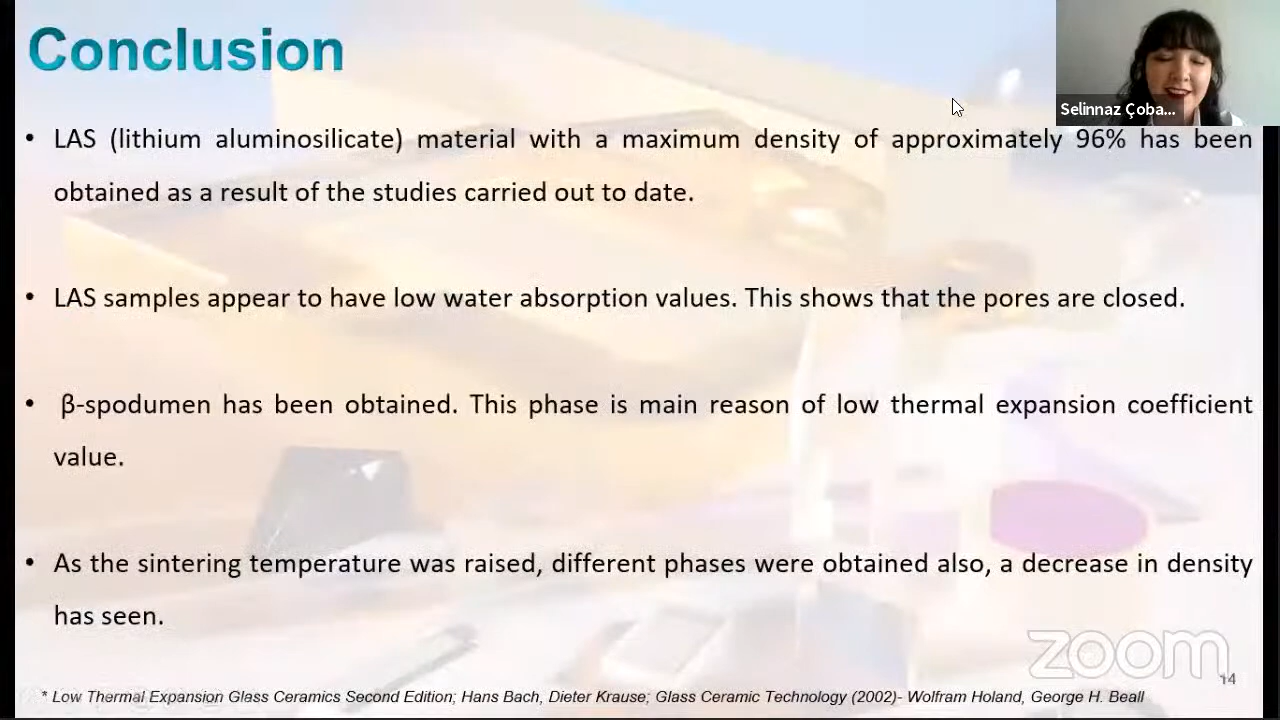 Conclusion
Selinnaz Çoba...
• LAS (lithium aluminosilicate) material with a maximum density of approximately 96% has been
obtained as a result of the studies carried out to date.
• LAS samples appear to have low water absorption values. This shows that the pores are closed.
• β-spodumen has been obtained. This phase is main reason of low thermal expansion coefficient
value.
• As the sintering temperature was raised, different phases were obtained also, a decrease in density
has seen.
zoom
14
* Low Thermal Expansion Glass Ceramics Second Edition; Hans Bach, Dieter Krause; Glass Ceramic Technology (2002)- Wolfram Holand, George H. Beall